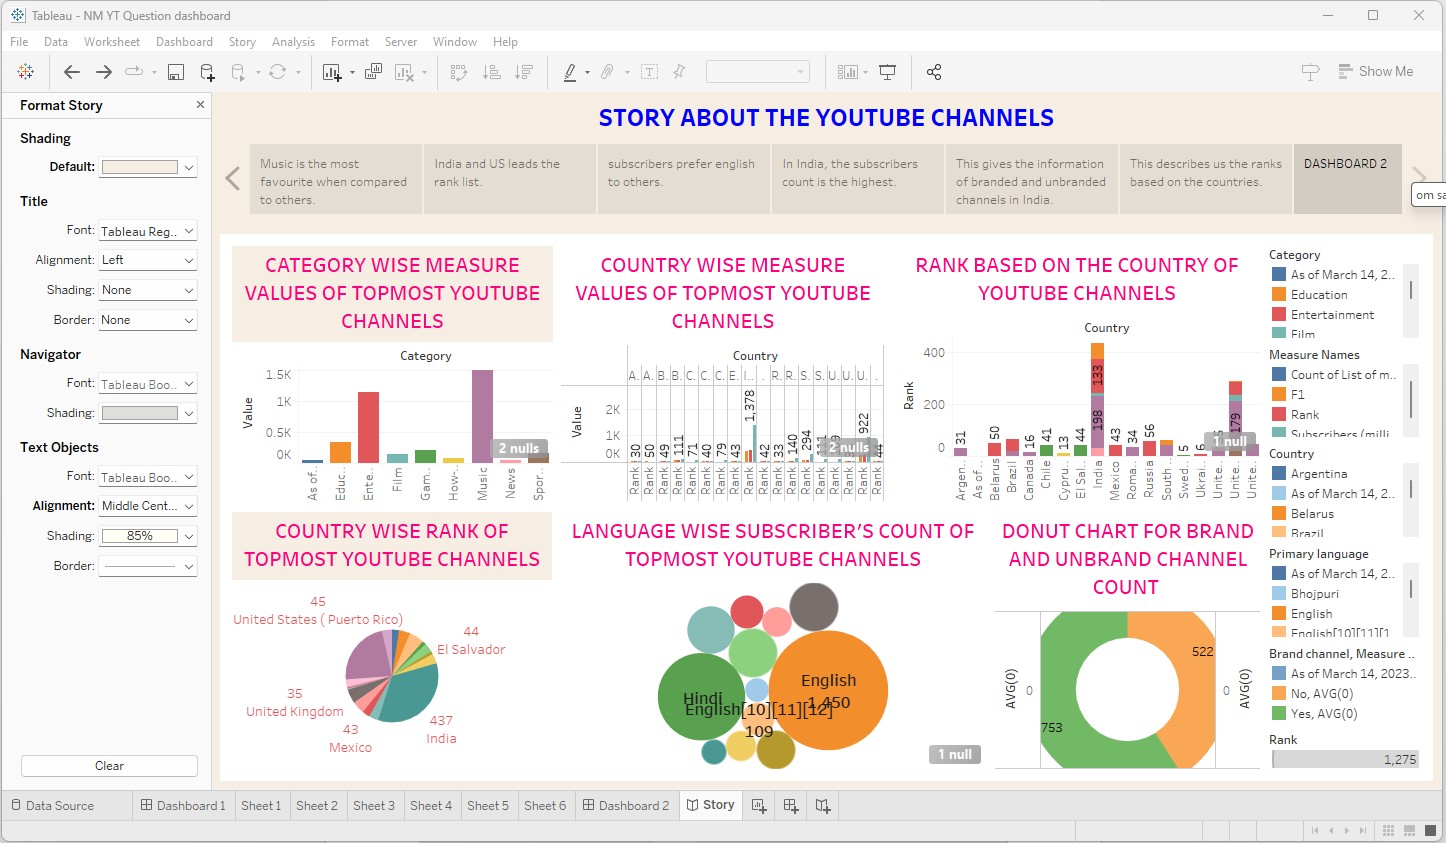 Tableau - NM YT Question dashboard
File Data Worksheet Dashboard Story Analysis Format Server Window Help
Show Me
Format Story
Shading
Default:
Title
Font: Tableau Reg..
Alignment: Left
Shading: None
Border: None
Navigator
Font: Tableau Boo..
Shading:
Text Objects
Font: Tableau Boo..
Alignment: Middle Cent...
Shading: 85%
Border:
Clear
STORY ABOUT THE YOUTUBE CHANNELS
Music is the most
favourite when compared
to others.
India and US leads the
rank list.
subscribers prefer english
to others.
In India, the subscribers
count is the highest.
This gives the information
of branded and unbranded
channels in India.
This describes us the ranks
based on the countries.
DASHBOARD 2
om sa
CATEGORY WISE MEASURE
VALUES OF TOPMOST YOUTUBE
CHANNELS
Category
Value
1.5K
1K
0.5K
0K
2 nulls
As of..
Educ..
Ente..
Film
Gam..
How-..
Music
News
Spor..
COUNTRY WISE MEASURE
VALUES OF TOPMOST YOUTUBE
CHANNELS
Country
A. A. B. B. C. C. C. E. I.. . R. R. S. S. U. U. U. .
Value
2K
1K
0K
30 50 49 111 71 40 79 43 1,378 42 33 140 294 922 44
2 nulls
Rank Rank Rank Rank Rank Rank Rank Rank Rank Rank Rank Rank Rank Rank Rank Rank Rank Rank
RANK BASED ON THE COUNTRY OF
YOUTUBE CHANNELS
Country
Rank
400
200
0
31 50 16 41 13 44 198 133 43 34 56 5 6 179
1 null
Argen..
As of ..
Belarus
Brazil
Canada
Chile
Cypru..
El Sal..
India
Mexico
Roma..
Russia
South ..
Swed..
Ukrai..
Unite..
Unite..
Unite..
COUNTRY WISE RANK OF
TOPMOST YOUTUBE CHANNELS
45
United States ( Puerto Rico)
44
El Salvador
35
United Kingdom
43
Mexico
437
India
LANGUAGE WISE SUBSCRIBER'S COUNT OF
TOPMOST YOUTUBE CHANNELS
English
1,450
Hindi
English[10][11][12]
109
1 null
DONUT CHART FOR BRAND
AND UNBRAND CHANNEL
COUNT
AVG(0)
0
522
753
0
AVG(0)
Category
As of March 14, 2..
Education
Entertainment
Film
Measure Names
Count of List of m..
F1
Rank
Subscribers (milli
Country
Argentina
As of March 14, 2..
Belarus
Brazil
Primary language
As of March 14, 2..
Bhojpuri
English
English[10][11][1
Brand channel, Measure ..
As of March 14, 2023...
No, AVG(0)
Yes, AVG(0)
Rank
1,275
Data Source Dashboard 1 Sheet 1 Sheet 2 Sheet 3 Sheet 4 Sheet 5 Sheet 6 Dashboard 2 Story